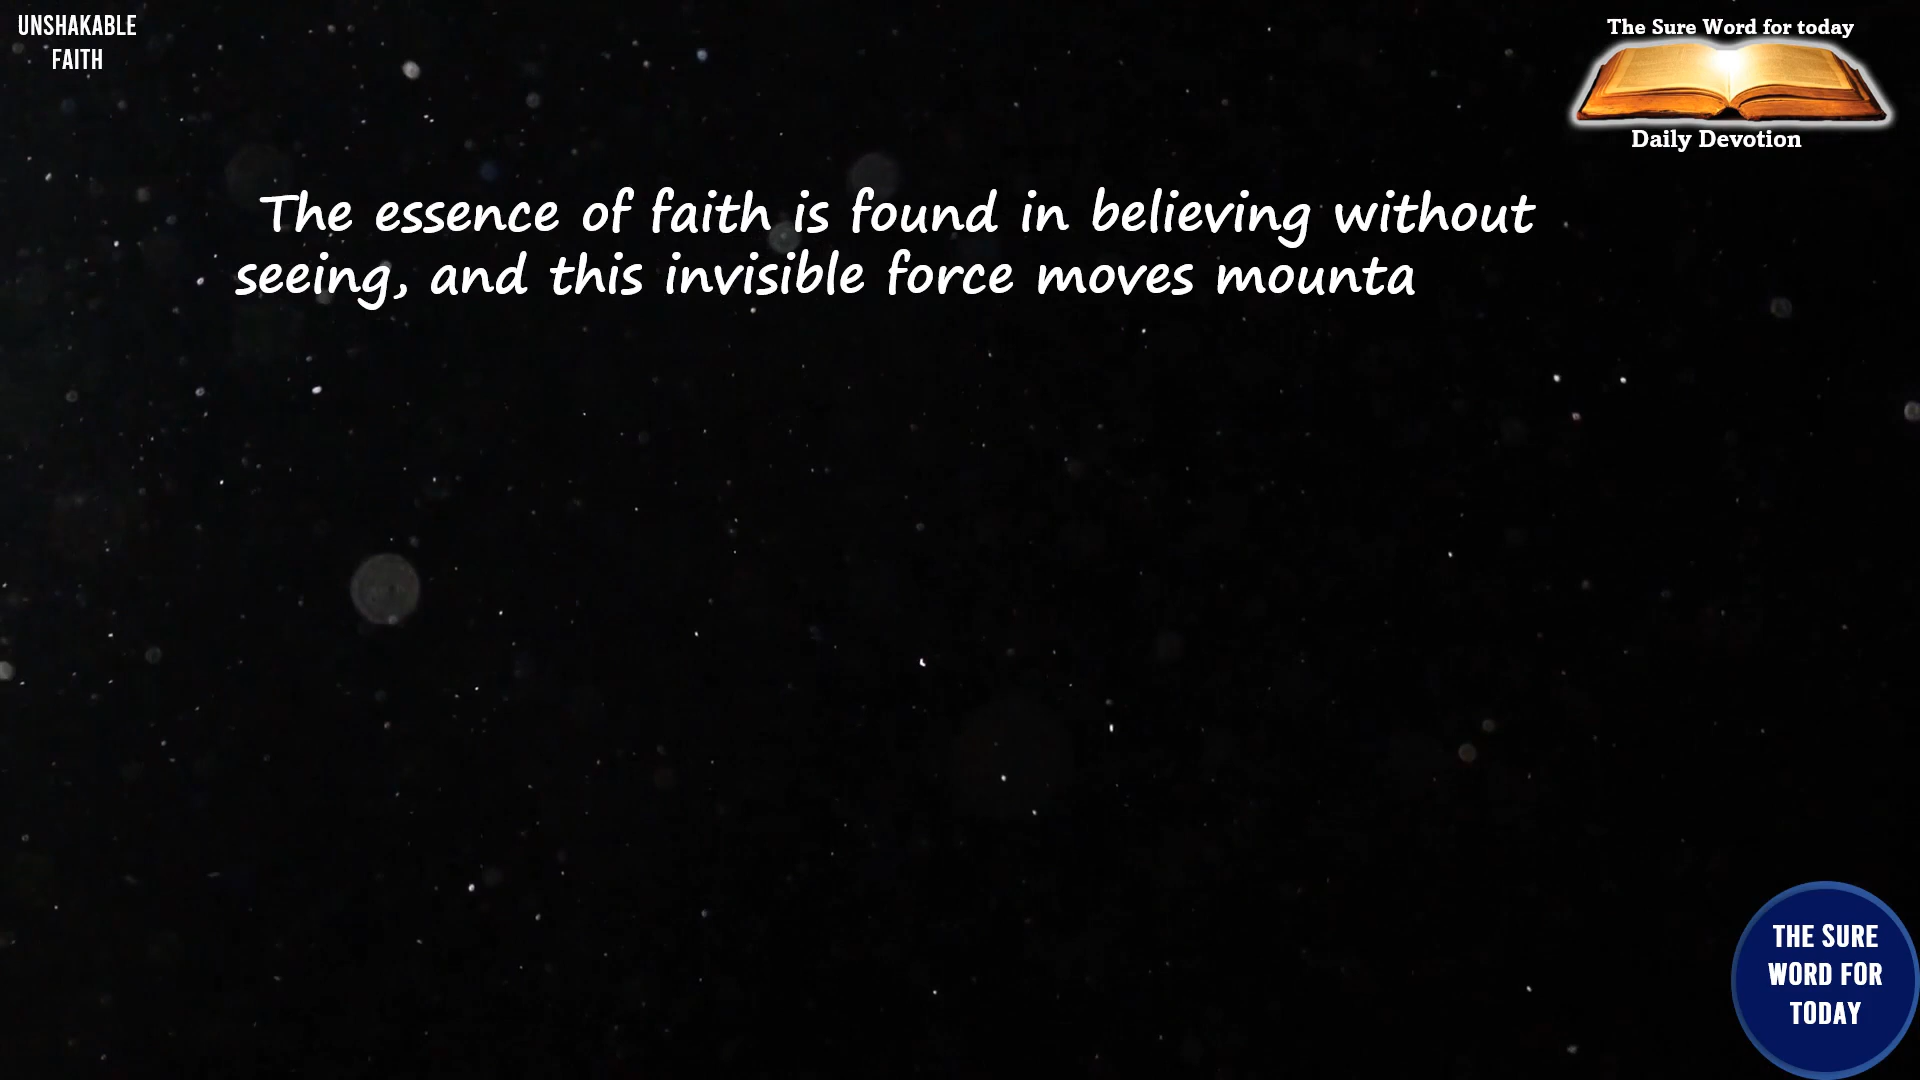 UNSHAKABLE
FAITH
The Sure Word for today
Daily Devotion
The essence of faith is found in believing without
seeing, and this invisible force moves mounta
THE SURE
WORD FOR
TODAY